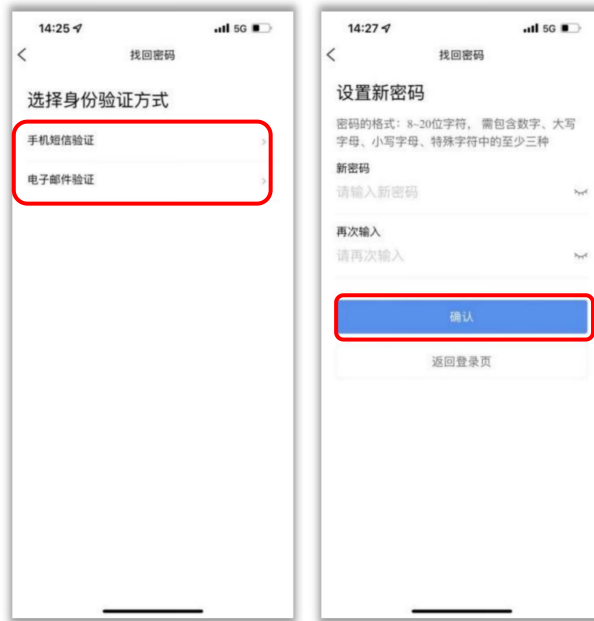 14:25
5G
找回密码
选择身份验证方式
手机短信验证
电子邮件验证
14:27
5G
找回密码
设置新密码
密码的格式：8~20位字符， 需包含数字、大写
字母、小写字母、特殊字符中的至少三种
新密码
请输入新密码
再次输入
请再次输入
确认
返回登录页